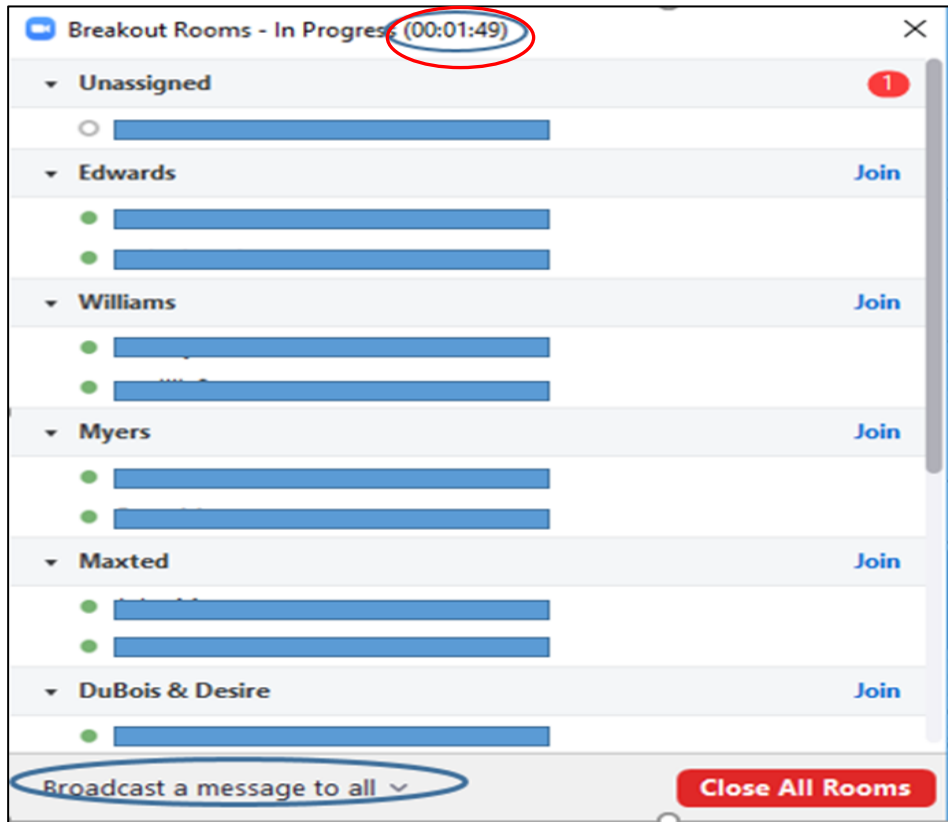 Breakout Rooms - In Progress (00:01:49)
Unassigned 1
Edwards Join
Williams Join
Myers Join
Maxted Join
DuBois & Desire Join
Broadcast a message to all Close All Rooms